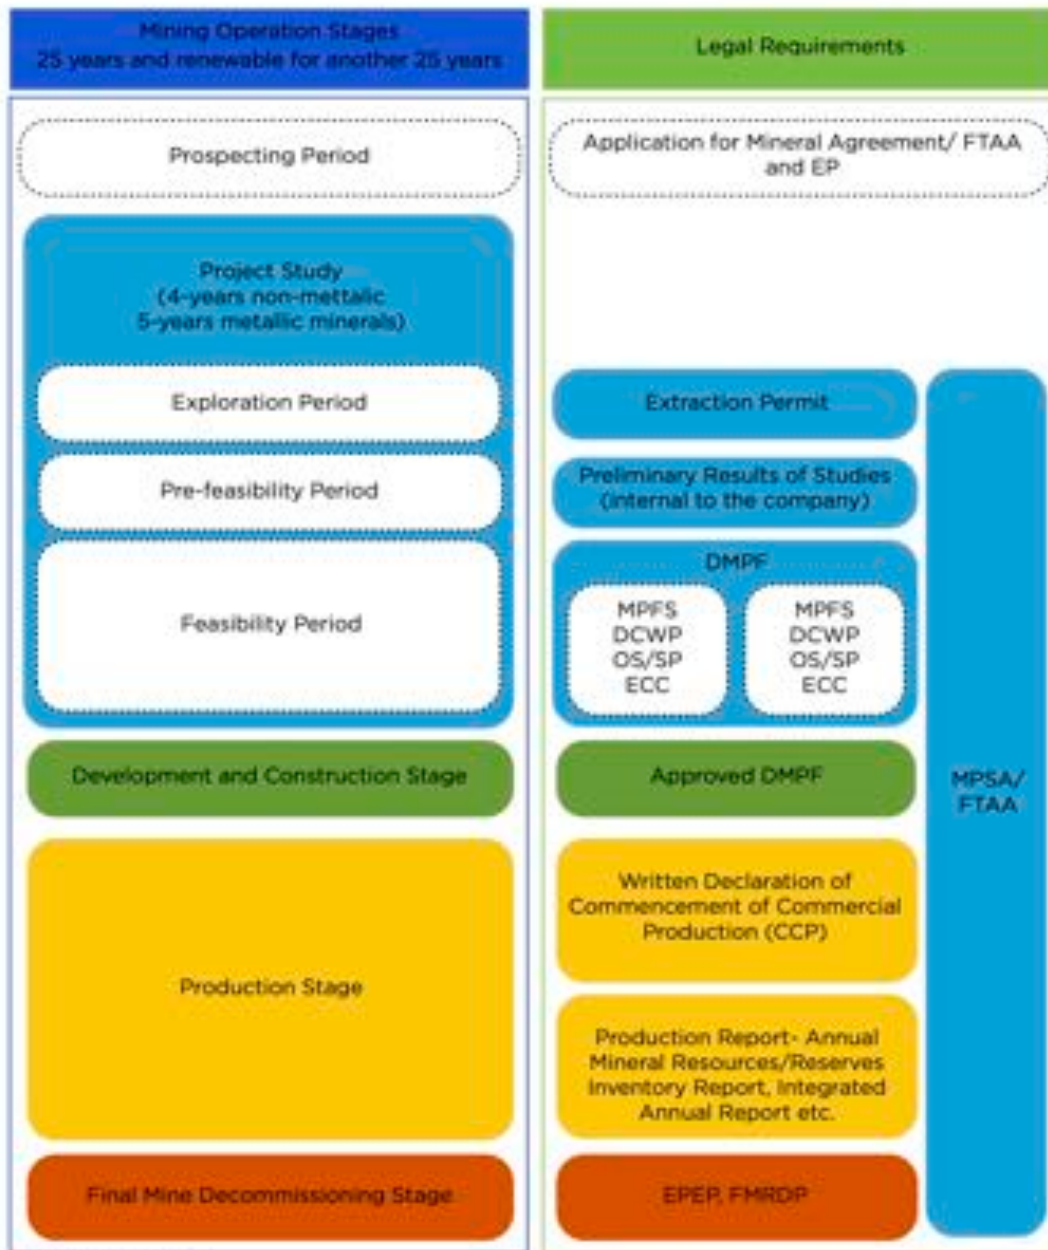 Mining Operation Stages
25 years and renewable for another 25 years
Legal Requirements
Prospecting Period
Application for Mineral Agreement/ FTAA
and EP
Project Study
(4-years non-mettalic
5-years metallic minerals)
Exploration Period
Extraction Permit
Pre-feasibility Period
Preliminary Results of Studies
(internal to the company)
Feasibility Period
DMPF
MPFS
DCWP
OS/SP
ECC
MPFS
DCWP
OS/SP
ECC
Development and Construction Stage
Approved DMPF
MPSA/
FTAA
Production Stage
Written Declaration of
Commencement of Commercial
Production (CCP)
Production Report- Annual
Mineral Resources/Reserves
Inventory Report, Integrated
Annual Report etc.
Final Mine Decommissioning Stage
EPEP, FMRDP